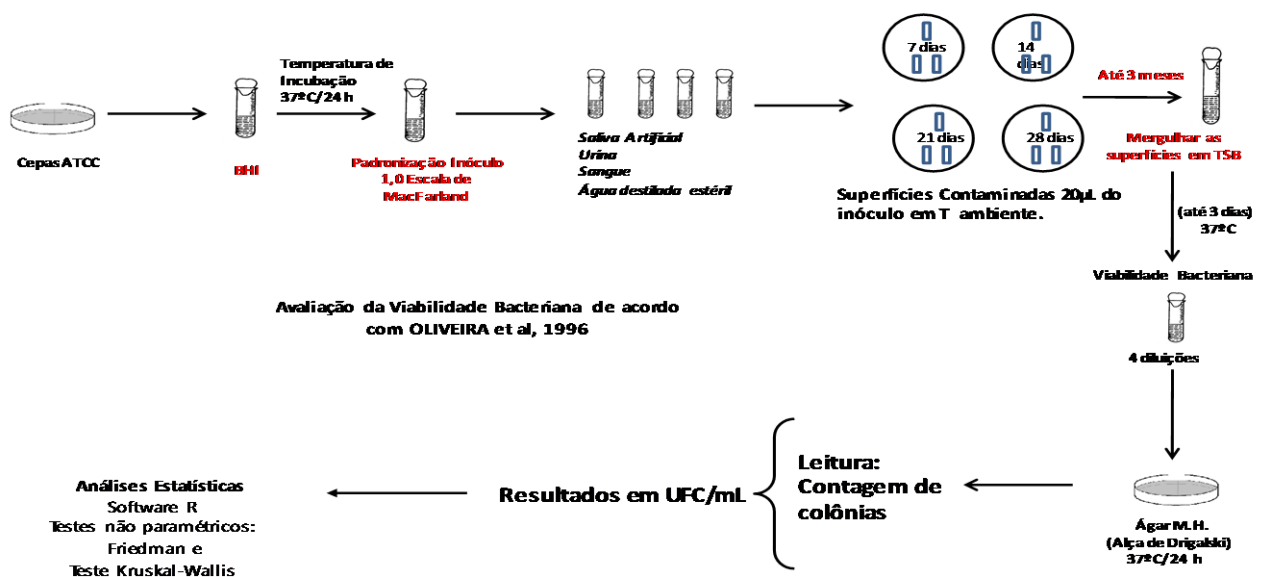 Cepas ATCC
BHI
Temperatura de
Incubação
37ºC/24 h
Padronização Inóculo
1,0 Escala de
MacFarland
Saliva Artificial
Urina
Sangue
Água destilada estéril
7 dias
14
dias
21 dias
28 dias
Superfícies Contaminadas 20µL do
inóculo em T ambiente.
Até 3 meses
Mergulhar as
superfícies em TSB
(até 3 dias)
37ºC
Viabilidade Bacteriana
4 diluições
Ágar M.H.
(Alça de Drigalski)
37ºC/24 h
Leitura:
Contagem de
colônias
Resultados em UFC/mL
Análises Estatísticas
Software R
Testes não paramétricos:
Friedman e
Teste Kruskal-Wallis
Avaliação da Viabilidade Bacteriana de acordo
com OLIVEIRA et al, 1996